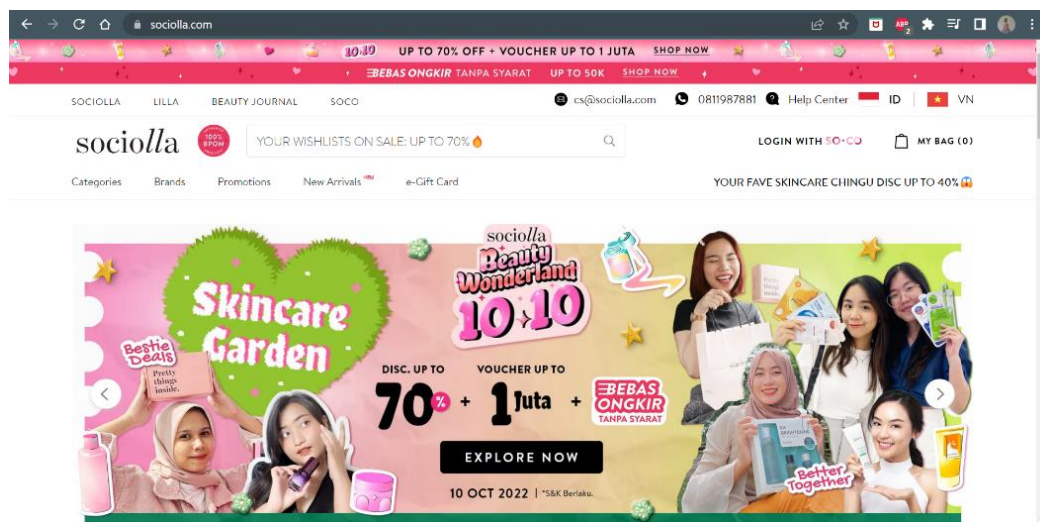 sociolla.com
10.10 UP TO 70% OFF + VOUCHER UP TO 1 JUTA SHOP NOW
BEBAS ONGKIR TANPA SYARAT UP TO 50K SHOP NOW
SOCIOLLA LILLA BEAUTY JOURNAL SOCO cs@sociolla.com 0811987881 Help Center ID VN
sociolla 100% BPOM YOUR WISHLISTS ON SALE: UP TO 70% LOGIN WITH SO•CO MY BAG (0)
Categories Brands Promotions New Arrivals e-Gift Card YOUR FAVE SKINCARE CHINGU DISC UP TO 40%
sociolla
Beauty
Wonderland
10.10
Skincare
Garden
Bestie
Deals
Pretty
things
inside.
DISC. UP TO VOUCHER UP TO
70% + 1 Juta + BEBAS
ONGKIR
TANPA SYARAT
EXPLORE NOW
10 OCT 2022 | *S&K Berlaku.
Better
Together